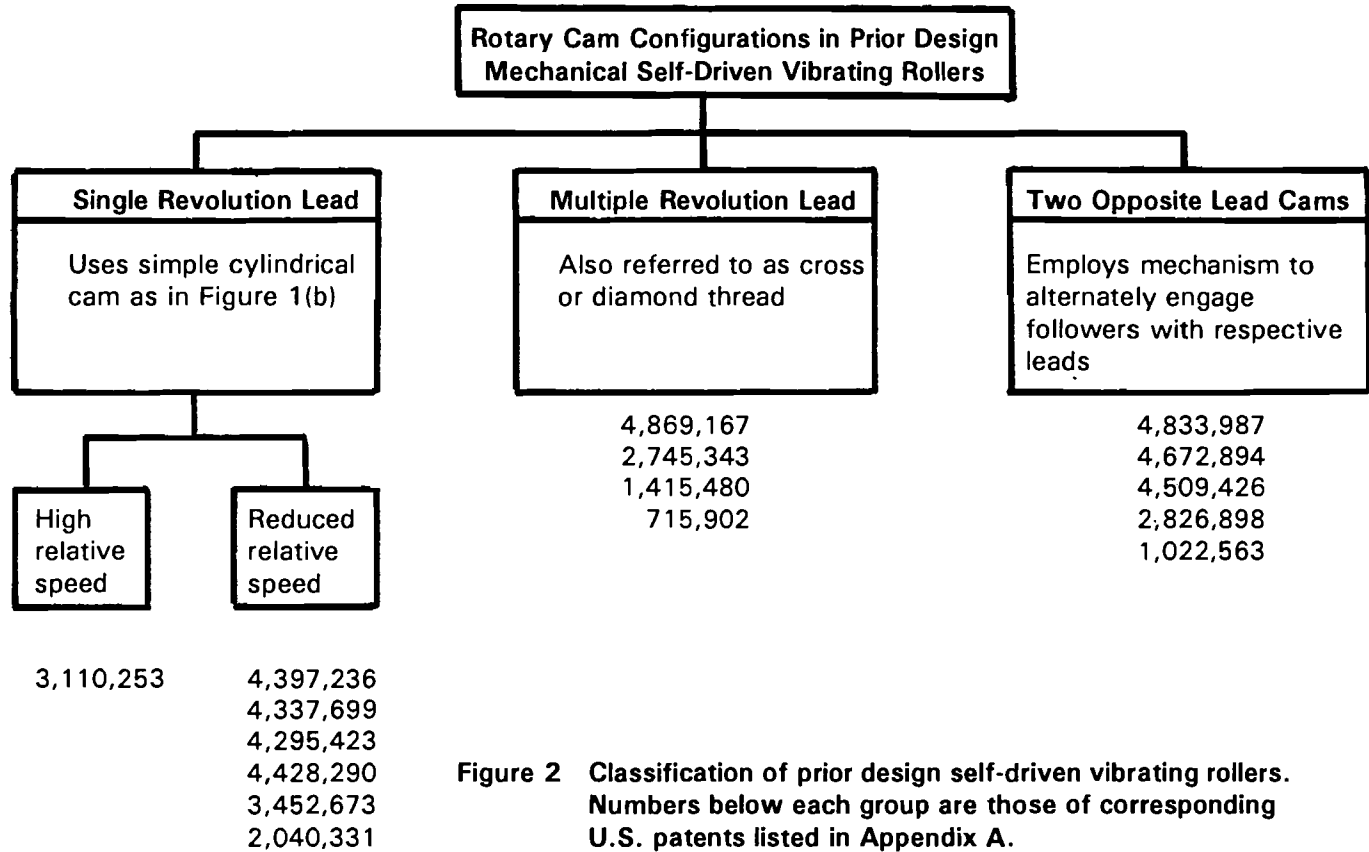 Rotary Cam Configurations in Prior Design
Mechanical Self-Driven Vibrating Rollers
Single Revolution Lead
Uses simple cylindrical
cam as in Figure 1(b)
High
relative
speed
3,110,253
Reduced
relative
speed
4,397,236
4,337,699
4,295,423
4,428,290
3,452,673
2,040,331
Multiple Revolution Lead
Also referred to as cross
or diamond thread
4,869,167
2,745,343
1,415,480
715,902
Two Opposite Lead Cams
Employs mechanism to
alternately engage
followers with respective
leads
4,833,987
4,672,894
4,509,426
2,826,898
1,022,563
Figure 2 Classification of prior design self-driven vibrating rollers.
Numbers below each group are those of corresponding
U.S. patents listed in Appendix A.